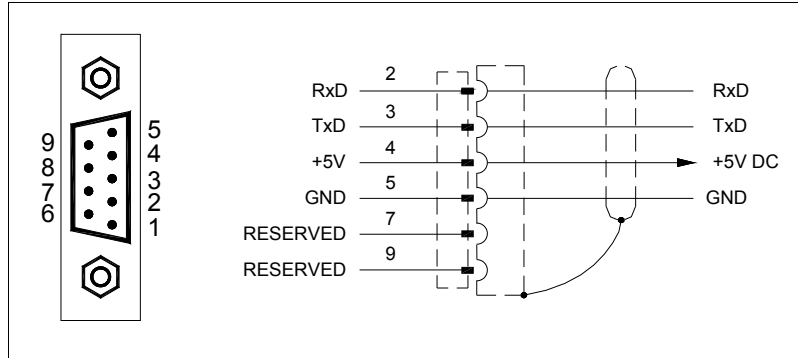 9
8
7
6
5
4
3
2
1
RxD 2 RxD
TxD 3 TxD
+5V 4 +5V DC
GND 5 GND
RESERVED 7
RESERVED 9